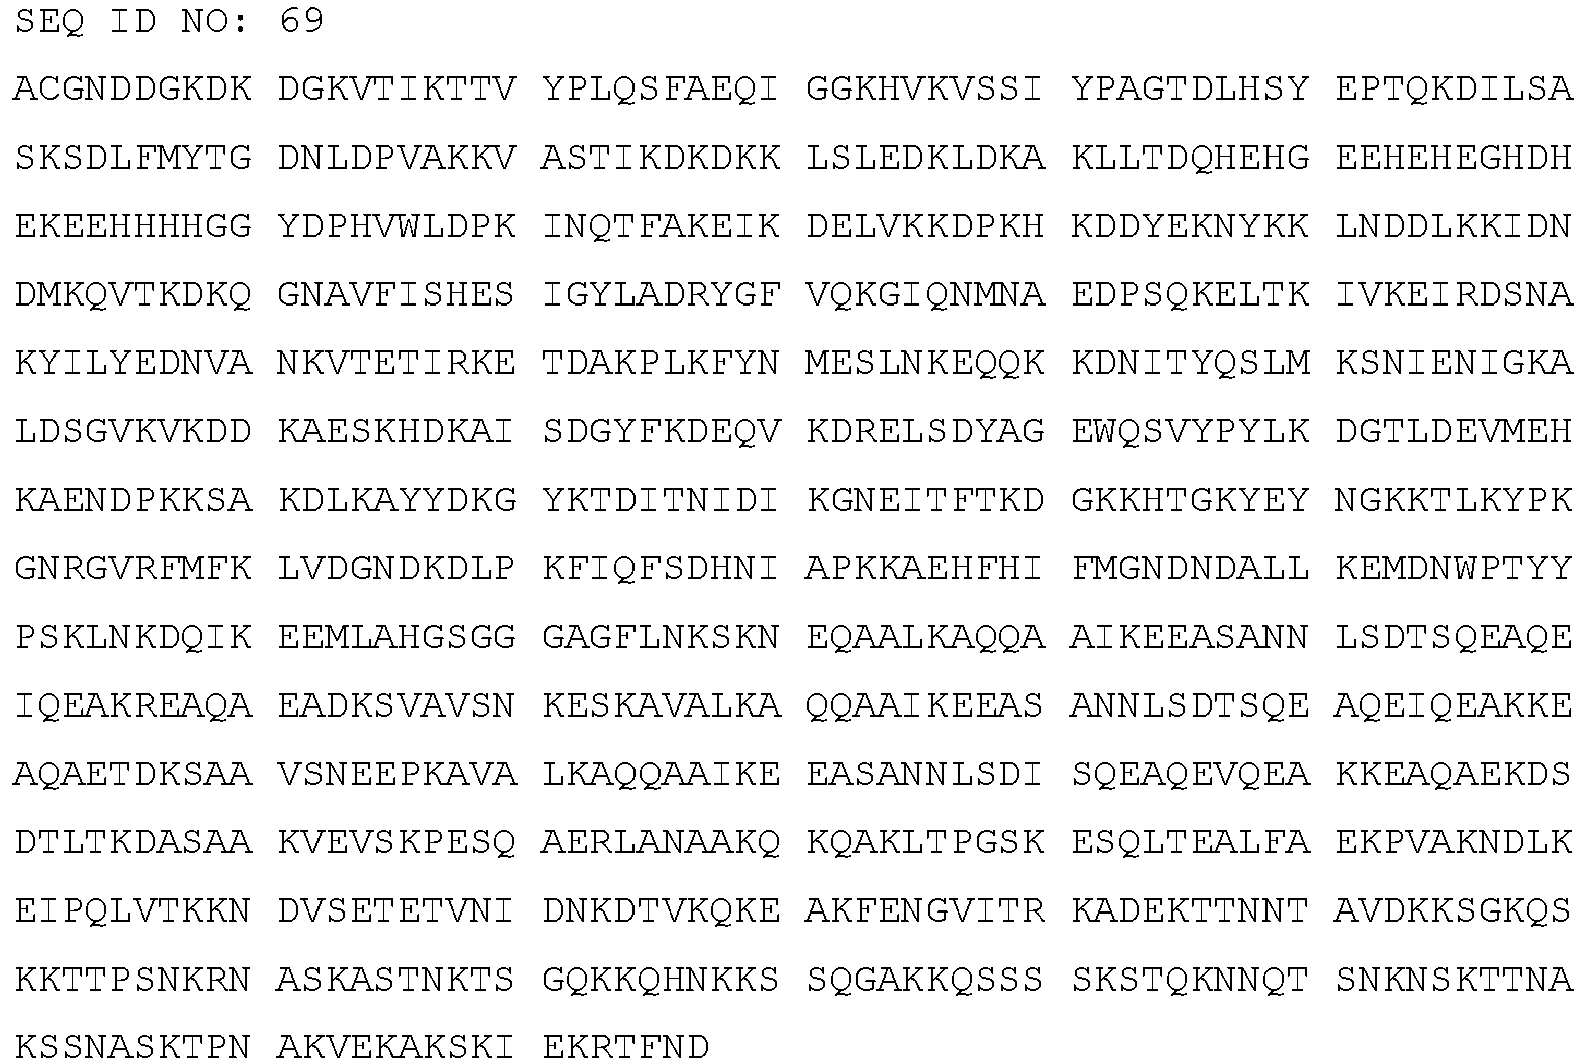 SEQ ID NO: 69
ACGNDDGKDK DGKVTIKTTV YPLQSFAEQI GGKHVKVSSI YPAGTDLHSY EPTQKDILSA
SKSDLFMYTG DNLDPVAKKV ASTIKDKDKK LSLEDKLDKA KLLTDQHEHG EEHEHEGHDH
EKEEHHHHGG YDPHVWLDPK INQTFAKEIK DELVKKDPKH KDDYEKNYKK LNDDLKKIDN
DMKQVTKDKQ GNAVFISHES IGYLADRYGF VQKGIQNMNA EDPSQKELTK IVKEIRDSNA
KYILYEDNVA NKVTETIRKE TDAKPLKFYN MESLNKEQQK KDNITYQSLM KSNIENIGKA
LDSGVKVKDD KAESKHDKAI SDGYFKDEQV KDRELSDYAG EWQSVYPYLK DGTLDEVMEH
KAENDPKKSA KDLKAYYDKG YKTDITNIDI KGNEITFTKD GKKHTGKYEY NGKKTLKYPK
GNRGVRFMFK LVDGNDKDLP KFIQFSDHNI APKKAEHFHI FMGNDNDALL KEMDNWPTYY
PSKLNKDQIK EEMLAHGSGG GAGFLNKSKN EQAALKAQQA AIKEEASANN LSDTSQEAQE
IQEAKREAQA EADKSVAVSN KESKAVALKA QQAAIKEEAS ANNLSDTSQE AQEIQEAKKE
AQAETDKSAA VSNEEPKAVA LKAQQAAIKE EASANNLSDI SQEAQEVQEA KKEAQAEKDS
DTLTKDASAA KVEVSKPESQ AERLANAAKQ KQAKLTPGSK ESQLTEALFA EKPVAKNDLK
EIPQLVTKKN DVSETETVNI DNKDTVKQKE AKFENGVITR KADEKTTNNT AVDKKSGKQS
KKTTPSNKRN ASKASTNKTS GQKKQHNKKS SQGAKKQSSS SKSTQKNNQT SNKNSKTTNA
KSSNASKTPN AKVEKAKSKI EKRTFND